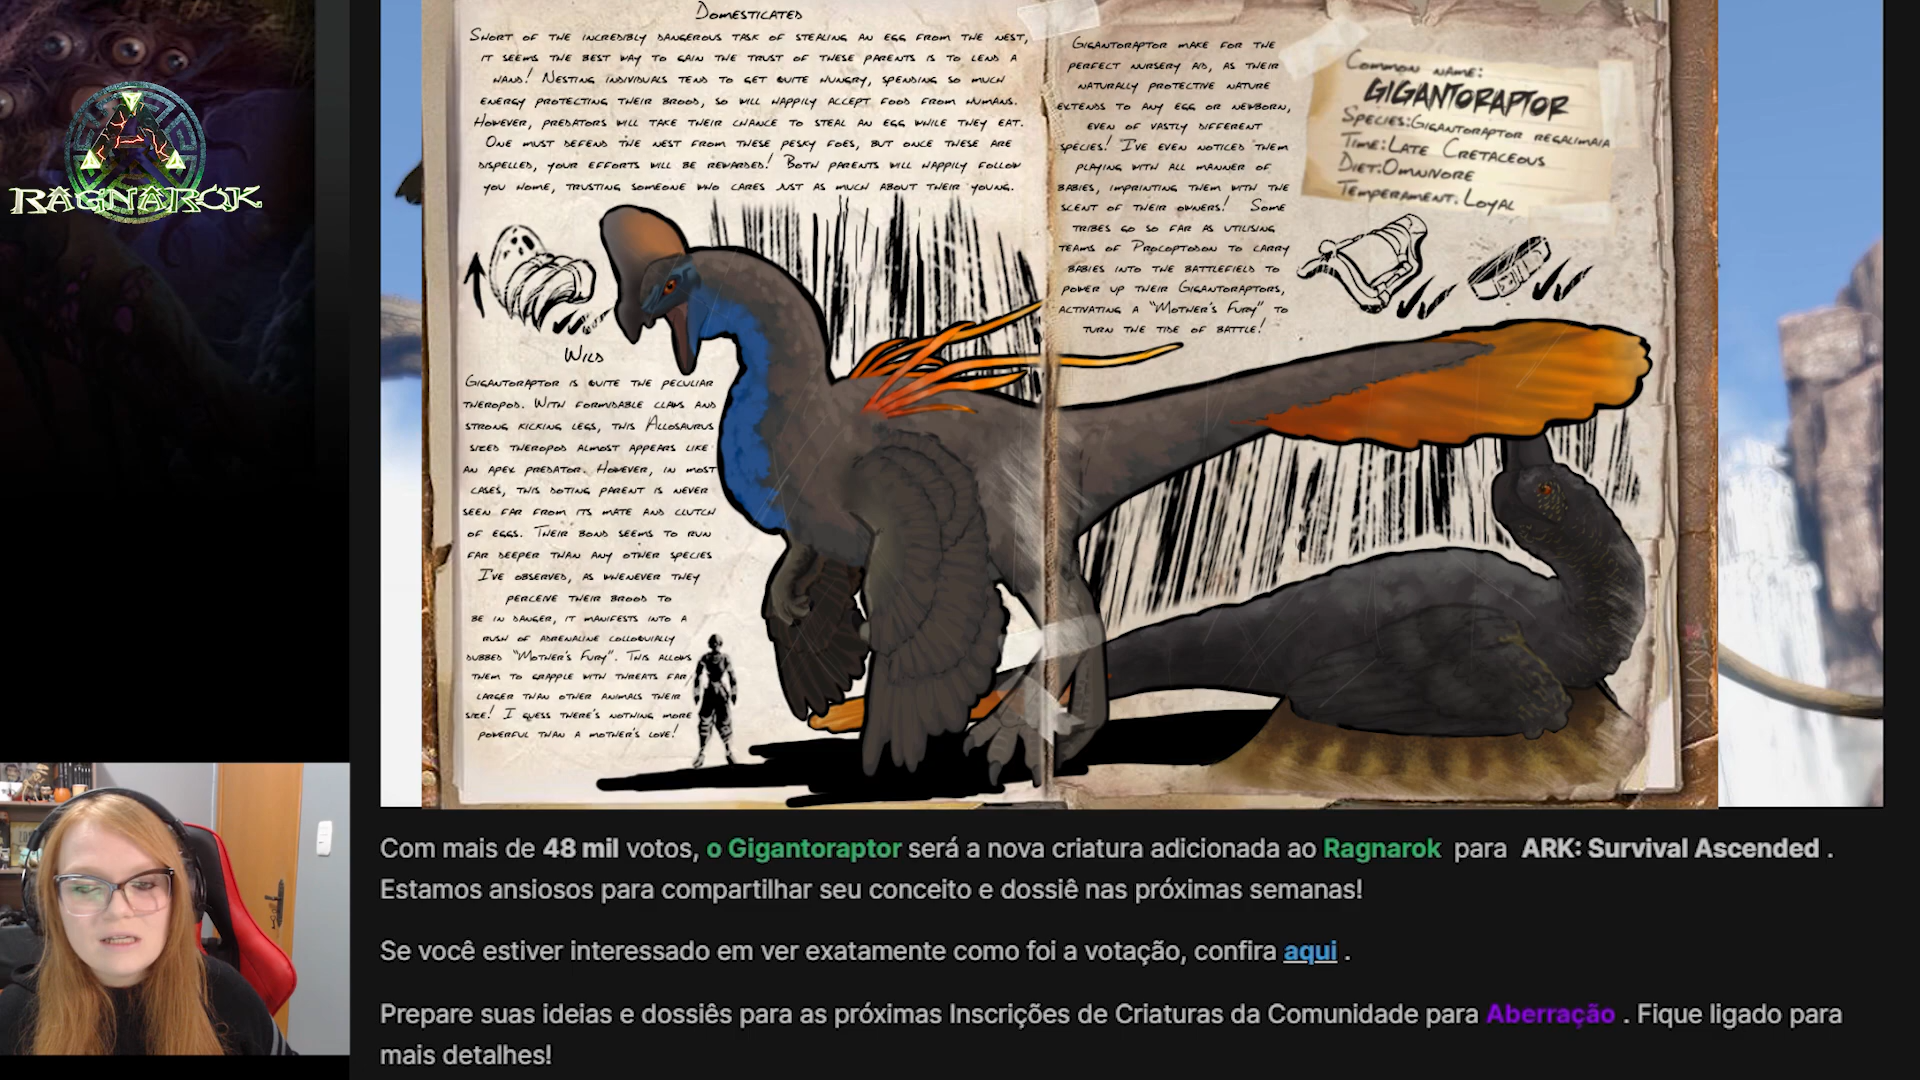 RAGNAROK
Domesticated
Short of the incredibly dangerous task of stealing an egg from the nest,
it seems the best way to gain the trust of these parents is to lend a
hand! Nesting individuals tend to get quite hungry, spending so much
energy protecting their brood, so will happily accept food from humans.
However, predators will take their chance to steal an egg while they eat.
One must defend the nest from these pesky foes, but once these are
dispelled, your efforts will be rewarded! Both parents will happily follow
you home, trusting someone who cares just as much about their young.
Wild
Gigantoraptor is quite the peculiar
theropod. With formidable claws and
strong kicking legs, this Allosaurus
sized theropod almost appears like
an apex predator. However, in most
cases, this doting parent is never
seen far from its mate and clutch
of eggs. Their bond seems to run
far deeper than any other species
I've observed, as whenever they
perceive their brood to
be in danger, it manifests into a
rush of adrenaline colloquially
dubbed "Mother's Fury". This allows
them to grapple with threats far
larger than other animals their
size! I guess there's nothing more
powerful than a mother's love!
Gigantoraptor make for the
perfect nursery aid, as their
naturally protective nature
extends to any egg or newborn,
even of vastly different
species! I've even noticed them
playing with all manner of
babies, imprinting them with the
scent of their owners! Some
tribes go so far as utilising
teams of Procoptodon to carry
babies into the battlefield to
power up their Gigantoraptors,
activating a "Mother's Fury" to
turn the tide of battle!
Common name:
GIGANTORAPTOR
Species:Gigantoraptor regalimaia
Time:Late Cretaceous
Diet:Omnivore
Temperament:Loyal
Com mais de 48 mil votos, o Gigantoraptor será a nova criatura adicionada ao Ragnarok para ARK: Survival Ascended .
Estamos ansiosos para compartilhar seu conceito e dossiê nas próximas semanas!
Se você estiver interessado em ver exatamente como foi a votação, confira aqui .
Prepare suas ideias e dossiês para as próximas Inscrições de Criaturas da Comunidade para Aberração . Fique ligado para
mais detalhes!